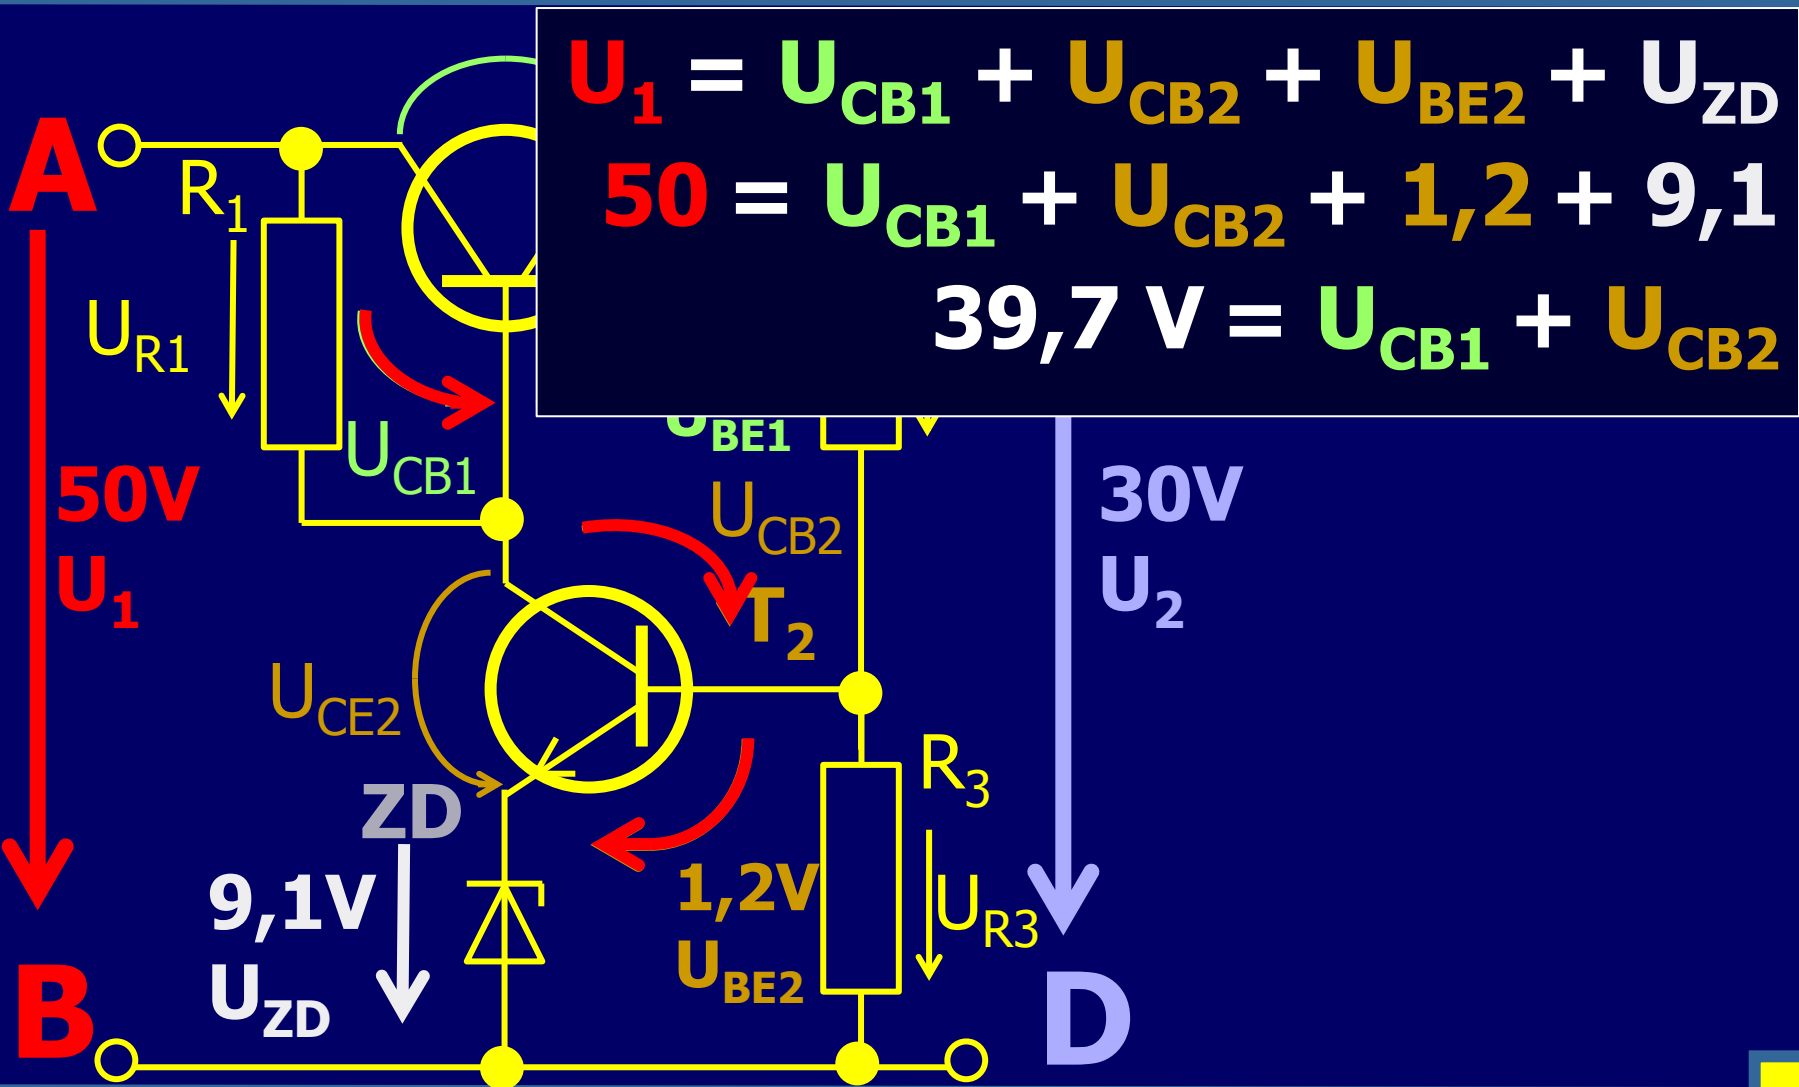 U1 = UCB1 + UCB2 + UBE2 + UZD
50 = UCB1 + UCB2 + 1,2 + 9,1
39,7 V = UCB1 + UCB2
A
R1
UR1
UCB1
UBE1
50V
U1
UCB2
30V
U2
T2
UCE2
ZD
R3
9,1V
UZD
1,2V
UBE2
UR3
B
D